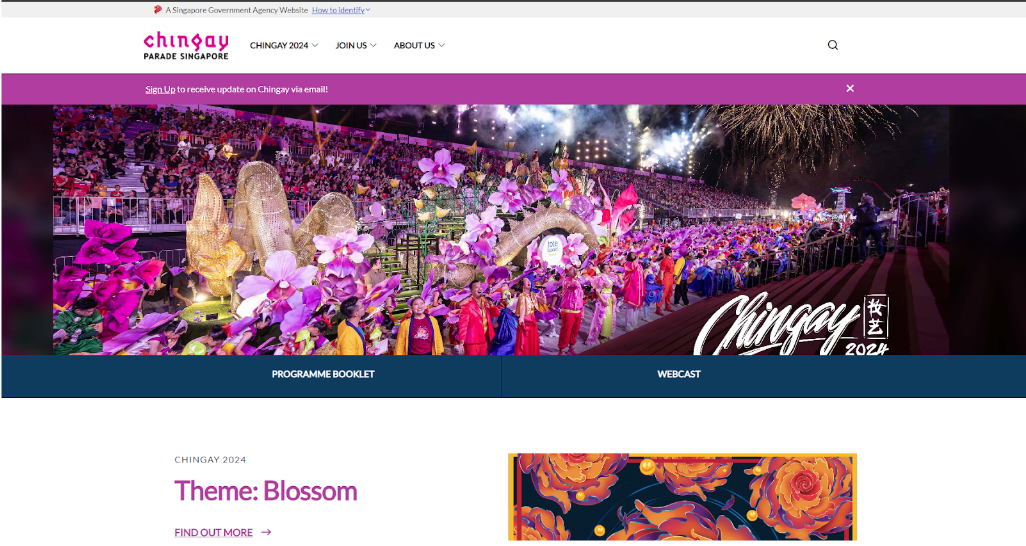 A Singapore Government Agency Website How to identify
chingay
PARADE SINGAPORE
CHINGAY 2024 JOIN US ABOUT US
Sign Up to receive update on Chingay via email!
tote board
Chingay 妆艺
2024
PROGRAMME BOOKLET WEBCAST
CHINGAY 2024
Theme: Blossom
FIND OUT MORE →